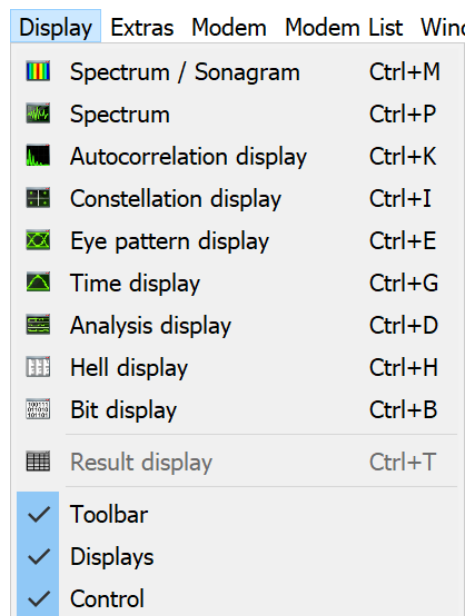 Display Extras Modem Modem List
Spectrum / Sonagram Ctrl+M
Spectrum Ctrl+P
Autocorrelation display Ctrl+K
Constellation display Ctrl+I
Eye pattern display Ctrl+E
Time display Ctrl+G
Analysis display Ctrl+D
Hell display Ctrl+H
Bit display Ctrl+B
Result display Ctrl+T
Toolbar
Displays
Control